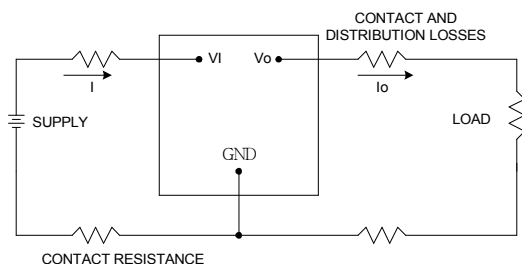 CONTACT AND
DISTRIBUTION LOSSES
VI
Vo
I
Io
SUPPLY
LOAD
GND
CONTACT RESISTANCE